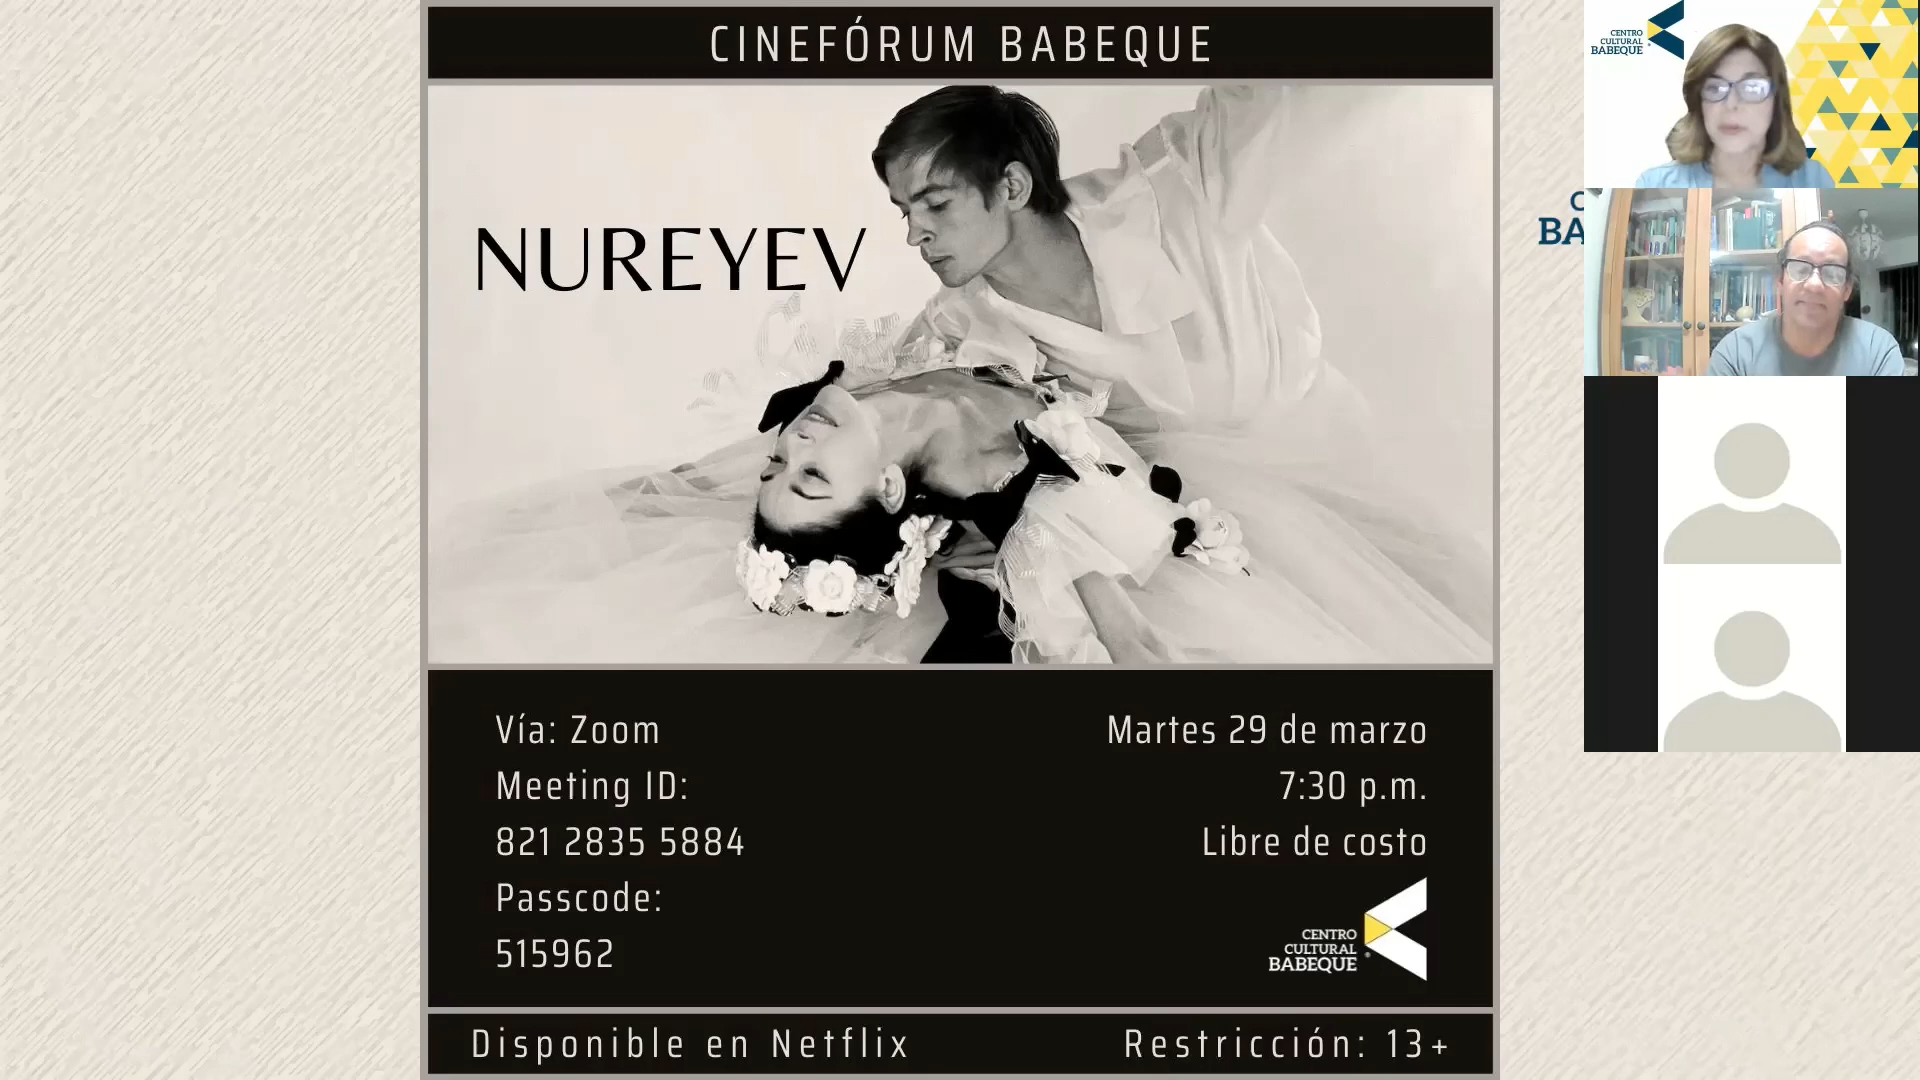 CINEFÓRUM BABEQUE
NUREYEV
Vía: Zoom
Meeting ID:
821 2835 5884
Passcode:
515962
Martes 29 de marzo
7:30 p.m.
Libre de costo
CENTRO
CULTURAL
BABEQUE
Disponible en Netflix
Restricción: 13+
CENTRO
CULTURAL
BABEQUE
C
BA